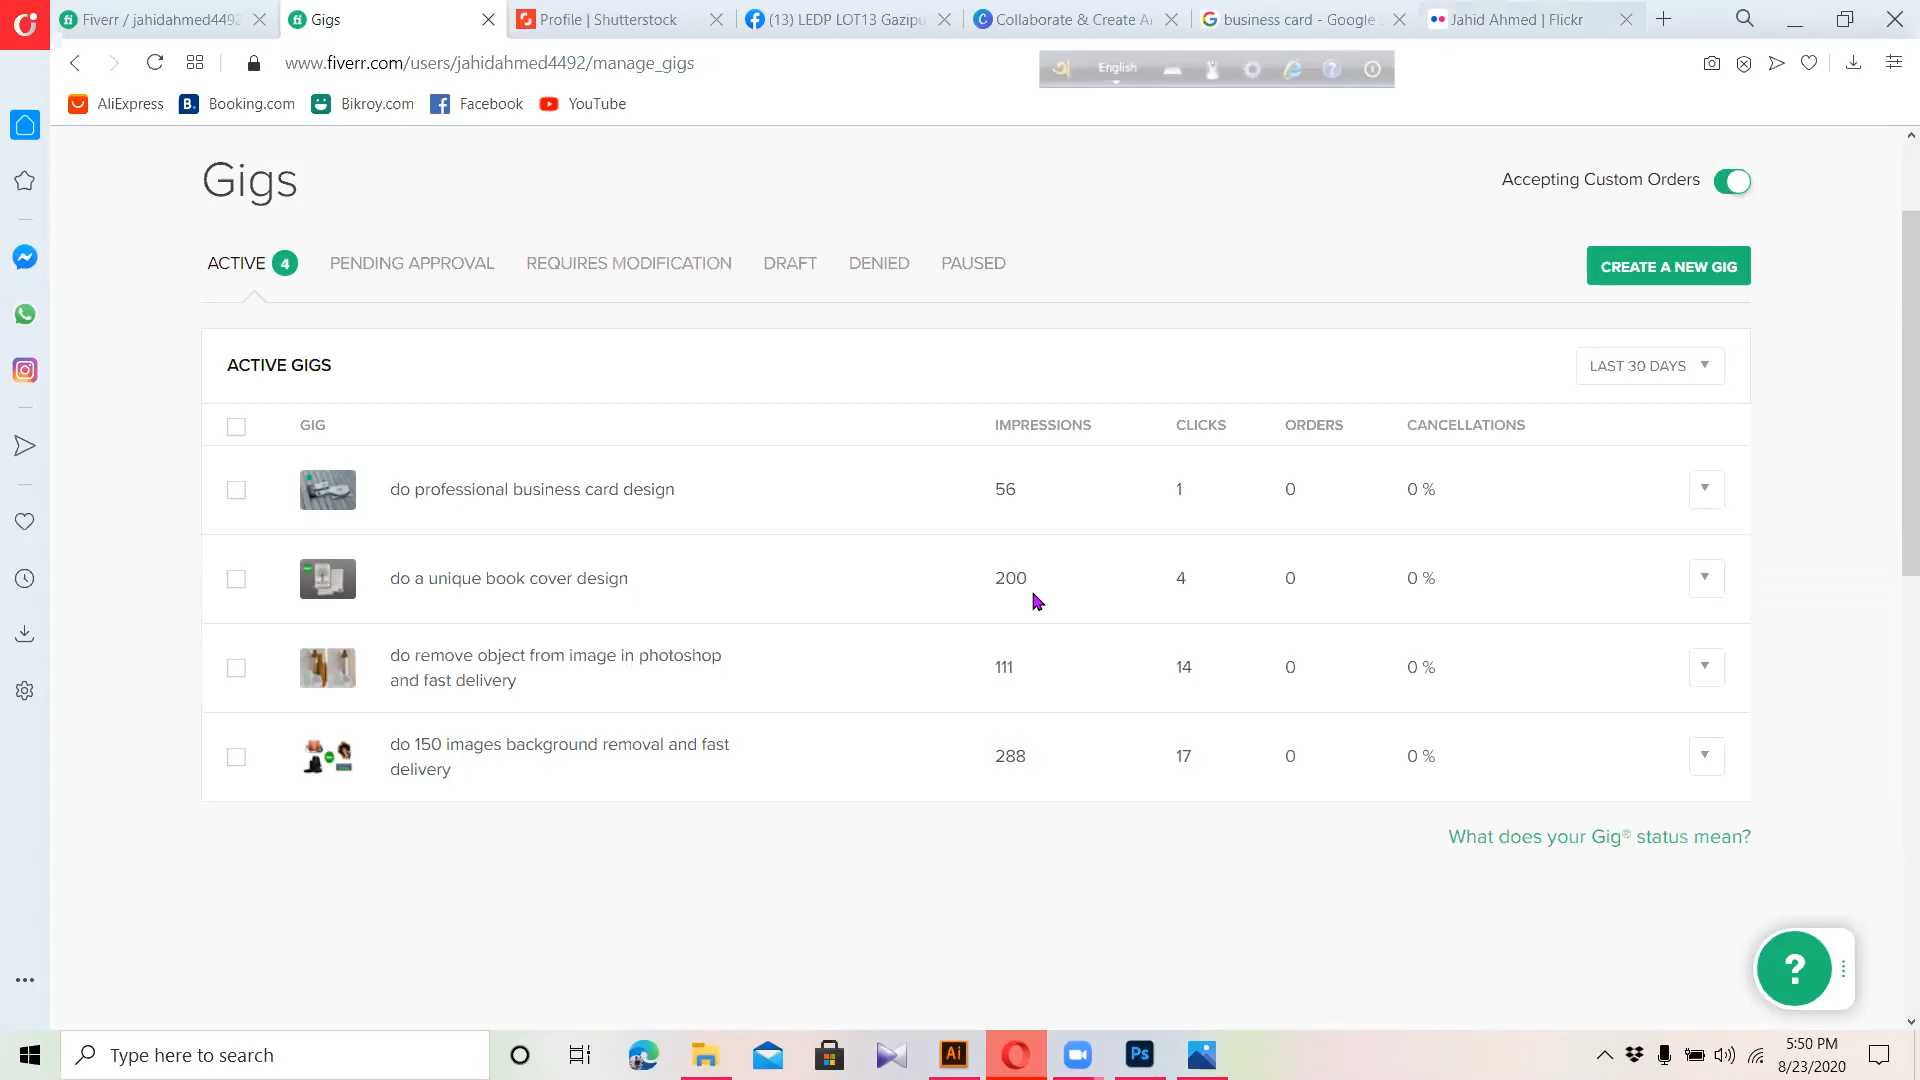 Fiverr / jahidahmed4492
Gigs
Profile | Shutterstock
(13) LEDP LOT13 Gazipu
Collaborate & Create A
business card - Google
Jahid Ahmed | Flickr
www.fiverr.com/users/jahidahmed4492/manage_gigs
English
AliExpress
Booking.com
Bikroy.com
Facebook
YouTube
Gigs
Accepting Custom Orders
ACTIVE 4
PENDING APPROVAL
REQUIRES MODIFICATION
DRAFT
DENIED
PAUSED
CREATE A NEW GIG
ACTIVE GIGS
LAST 30 DAYS
GIG IMPRESSIONS CLICKS ORDERS CANCELLATIONS
do professional business card design 56 1 0 0 %
do a unique book cover design 200 4 0 0 %
do remove object from image in photoshop
and fast delivery
111 14 0 0 %
do 150 images background removal and fast
delivery
288 17 0 0 %
What does your Gig® status mean?
?
Type here to search
Ai
Ps
5:50 PM
8/23/2020